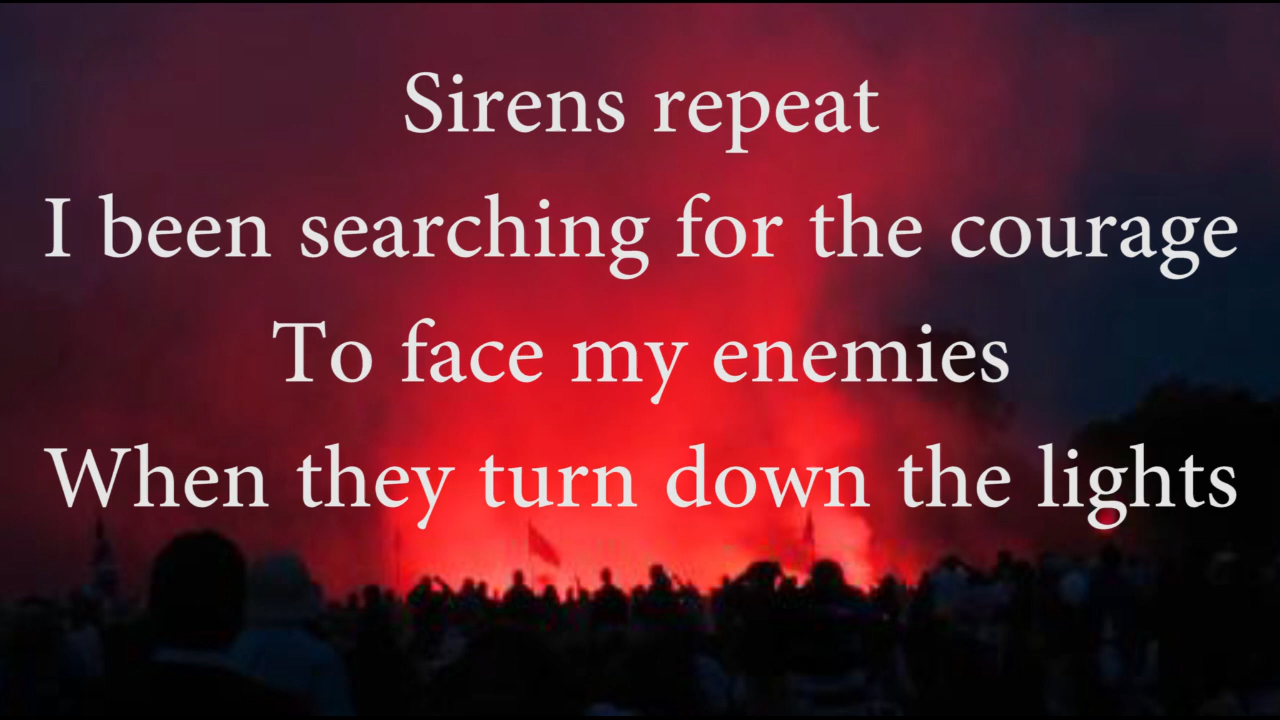 Sirens repeat
I been searching for the courage
To face my enemies
When they turn down the lights